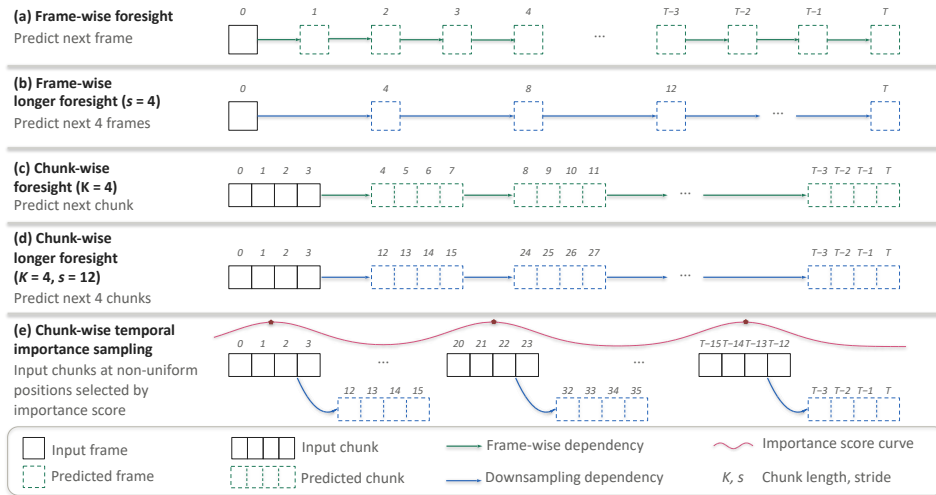 (a) Frame-wise foresight
Predict next frame
0 1 2 3 4 ... T−3 T−2 T−1 T
(b) Frame-wise
longer foresight (s = 4)
Predict next 4 frames
0 4 8 12 ... T
(c) Chunk-wise
foresight (K = 4)
Predict next chunk
0 1 2 3 4 5 6 7 8 9 10 11 ... T−3 T−2 T−1 T
(d) Chunk-wise
longer foresight
(K = 4, s = 12)
Predict next 4 chunks
0 1 2 3 12 13 14 15 24 25 26 27 ... T−3 T−2 T−1 T
(e) Chunk-wise temporal
importance sampling
Input chunks at non-uniform
positions selected by
importance score
0 1 2 3 ... 20 21 22 23 ... T−15 T−14 T−13 T−12
12 13 14 15 32 33 34 35 T−3 T−2 T−1 T
Input frame
Predicted frame
Input chunk
Predicted chunk
Frame-wise dependency
Downsampling dependency
Importance score curve
K, s Chunk length, stride